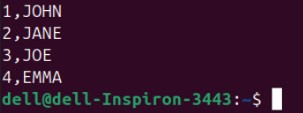 1,JOHN
2,JANE
3,JOE
4,EMMA
dell@dell-Inspiron-3443:~$